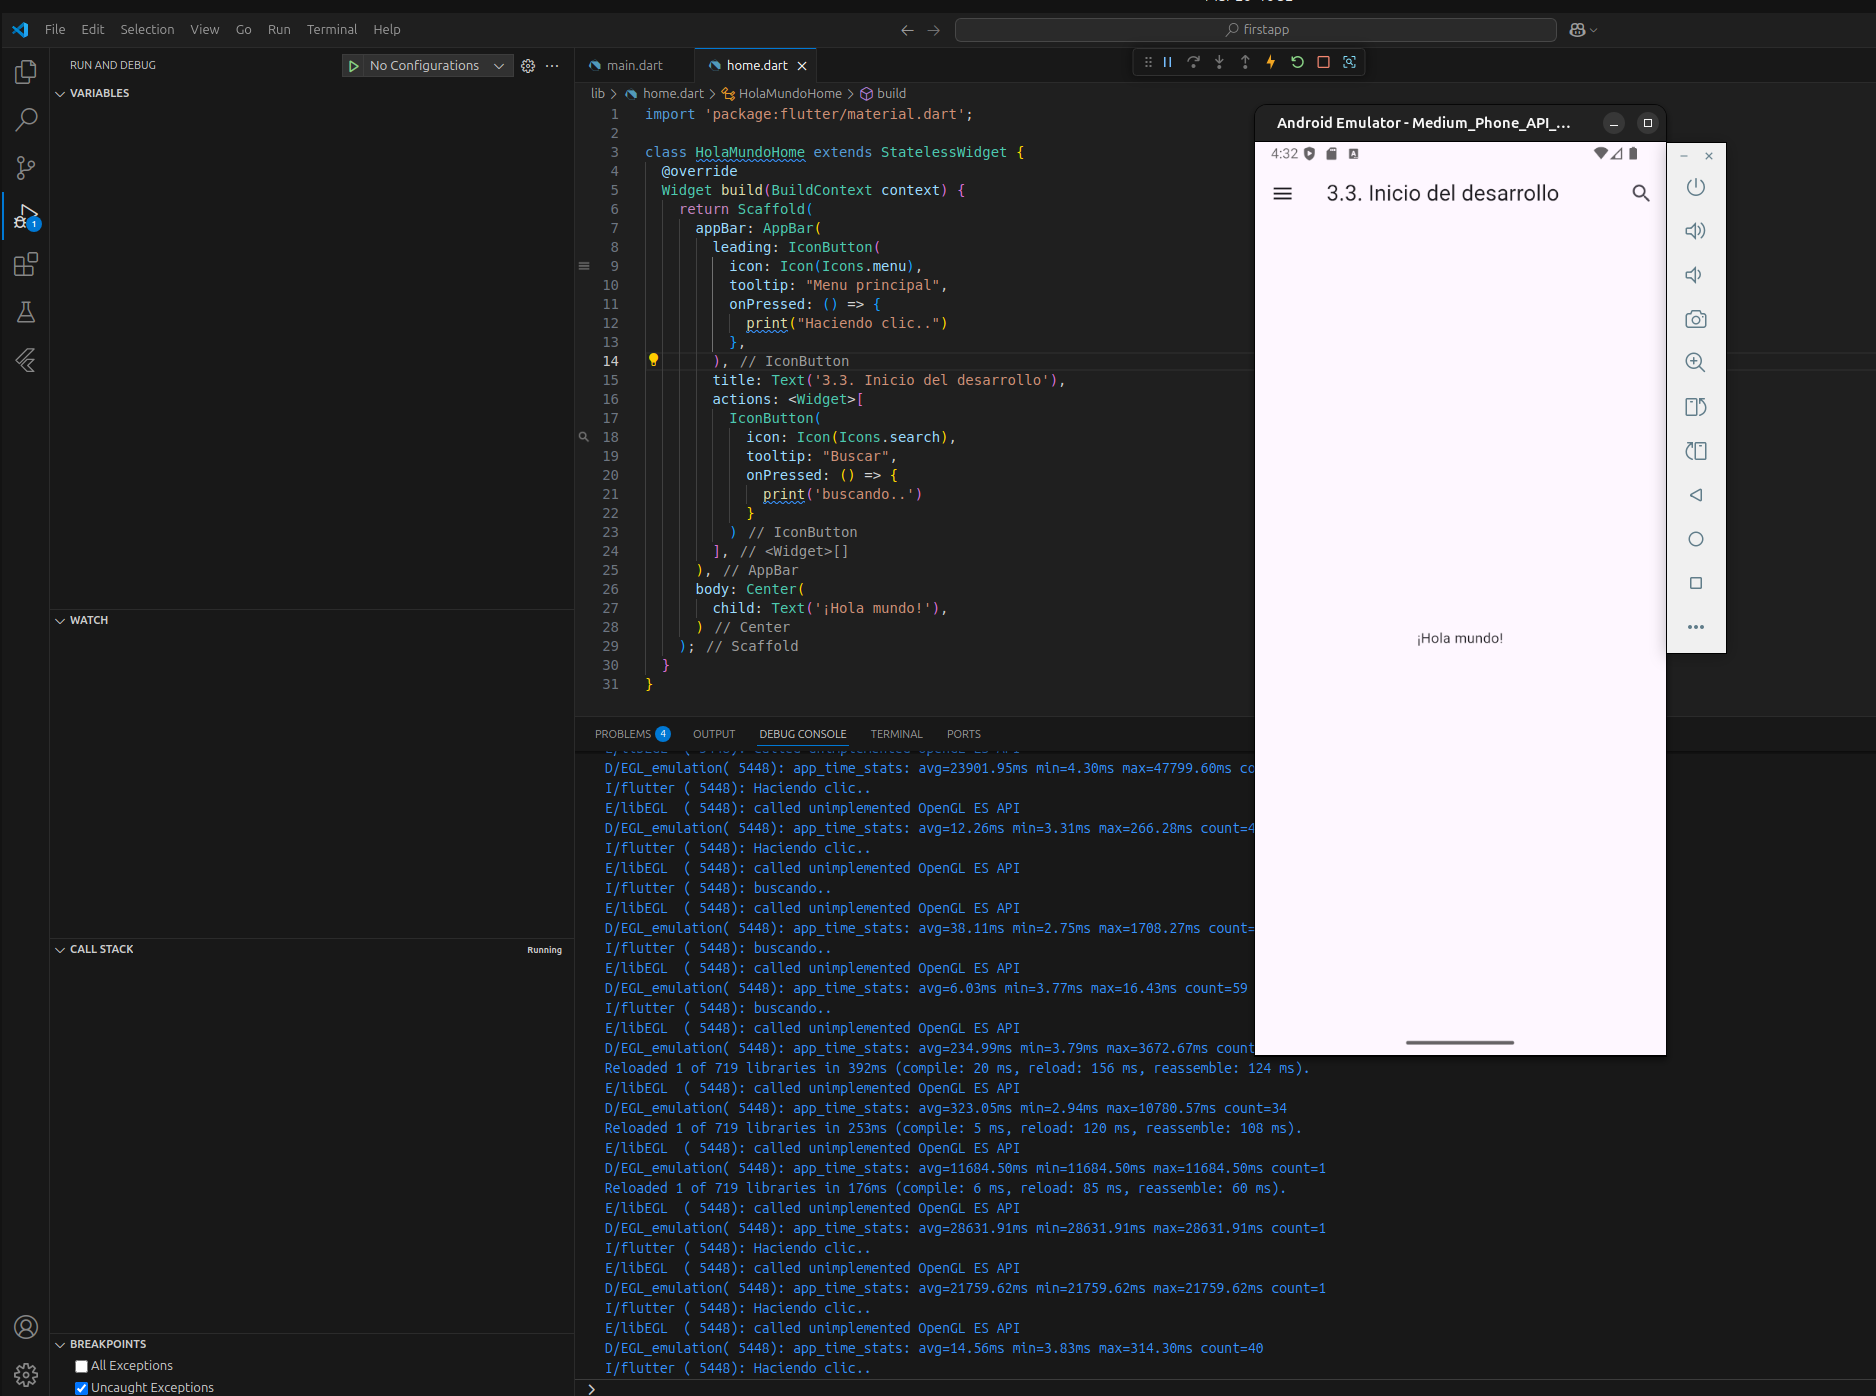 File Edit Selection View Go Run Terminal Help
firstapp
RUN AND DEBUG
No Configurations
VARIABLES
WATCH
CALL STACK
Running
BREAKPOINTS
All Exceptions
Uncaught Exceptions
1
main.dart
home.dart
lib > home.dart > HolaMundoHome > build
1 import 'package:flutter/material.dart';
2
3 class HolaMundoHome extends StatelessWidget {
4 @override
5 Widget build(BuildContext context) {
6 return Scaffold(
7 appBar: AppBar(
8 leading: IconButton(
9 icon: Icon(Icons.menu),
10 tooltip: "Menu principal",
11 onPressed: () => {
12 print("Haciendo clic..")
13 },
14 ), // IconButton
15 title: Text('3.3. Inicio del desarrollo'),
16 actions: <Widget>[
17 IconButton(
18 icon: Icon(Icons.search),
19 tooltip: "Buscar",
20 onPressed: () => {
21 print('buscando..')
22 }
23 ) // IconButton
24 ], // <Widget>[]
25 ), // AppBar
26 body: Center(
27 child: Text('¡Hola mundo!'),
28 ) // Center
29 ); // Scaffold
30 }
31 }
PROBLEMS 4 OUTPUT DEBUG CONSOLE TERMINAL PORTS
D/EGL_emulation( 5448): app_time_stats: avg=23901.95ms min=4.30ms max=47799.60ms co
I/flutter ( 5448): Haciendo clic..
E/libEGL  ( 5448): called unimplemented OpenGL ES API
D/EGL_emulation( 5448): app_time_stats: avg=12.26ms min=3.31ms max=266.28ms count=4
I/flutter ( 5448): Haciendo clic..
E/libEGL  ( 5448): called unimplemented OpenGL ES API
I/flutter ( 5448): buscando..
E/libEGL  ( 5448): called unimplemented OpenGL ES API
D/EGL_emulation( 5448): app_time_stats: avg=38.11ms min=2.75ms max=1708.27ms count=
I/flutter ( 5448): buscando..
E/libEGL  ( 5448): called unimplemented OpenGL ES API
D/EGL_emulation( 5448): app_time_stats: avg=6.03ms min=3.77ms max=16.43ms count=59
I/flutter ( 5448): buscando..
E/libEGL  ( 5448): called unimplemented OpenGL ES API
D/EGL_emulation( 5448): app_time_stats: avg=234.99ms min=3.79ms max=3672.67ms count
Reloaded 1 of 719 libraries in 392ms (compile: 20 ms, reload: 156 ms, reassemble: 124 ms).
E/libEGL  ( 5448): called unimplemented OpenGL ES API
D/EGL_emulation( 5448): app_time_stats: avg=323.05ms min=2.94ms max=10780.57ms count=34
Reloaded 1 of 719 libraries in 253ms (compile: 5 ms, reload: 120 ms, reassemble: 108 ms).
E/libEGL  ( 5448): called unimplemented OpenGL ES API
D/EGL_emulation( 5448): app_time_stats: avg=11684.50ms min=11684.50ms max=11684.50ms count=1
Reloaded 1 of 719 libraries in 176ms (compile: 6 ms, reload: 85 ms, reassemble: 60 ms).
E/libEGL  ( 5448): called unimplemented OpenGL ES API
D/EGL_emulation( 5448): app_time_stats: avg=28631.91ms min=28631.91ms max=28631.91ms count=1
I/flutter ( 5448): Haciendo clic..
E/libEGL  ( 5448): called unimplemented OpenGL ES API
D/EGL_emulation( 5448): app_time_stats: avg=21759.62ms min=21759.62ms max=21759.62ms count=1
I/flutter ( 5448): Haciendo clic..
E/libEGL  ( 5448): called unimplemented OpenGL ES API
D/EGL_emulation( 5448): app_time_stats: avg=14.56ms min=3.83ms max=314.30ms count=40
I/flutter ( 5448): Haciendo clic..
Android Emulator - Medium_Phone_API_...
4:32
3.3. Inicio del desarrollo
¡Hola mundo!